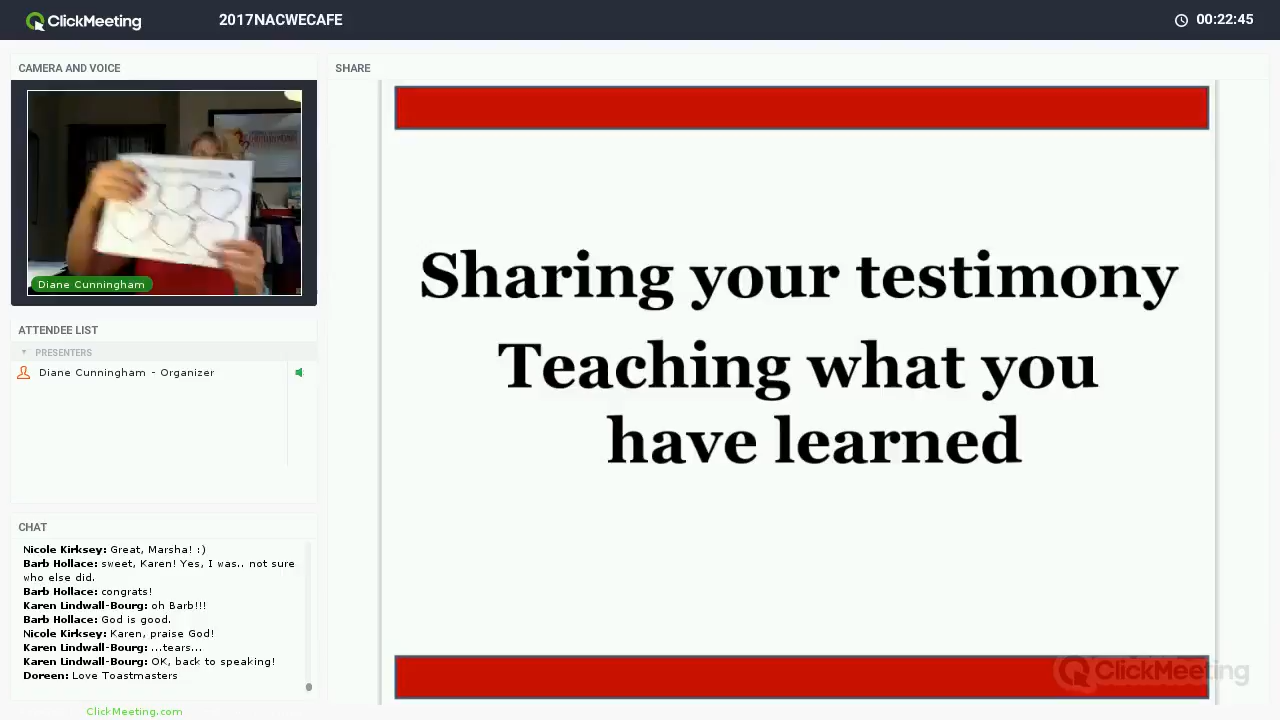 ClickMeeting
2017NACWECAFE
00:22:45
CAMERA AND VOICE
Diane Cunningham
ATTENDEE LIST
PRESENTERS
Diane Cunningham - Organizer
CHAT
Nicole Kirksey: Great, Marsha! :)
Barb Hollace: sweet, Karen! Yes, I was.. not sure
who else did.
Barb Hollace: congrats!
Karen Lindwall-Bourg: oh Barb!!!
Barb Hollace: God is good.
Nicole Kirksey: Karen, praise God!
Karen Lindwall-Bourg: ...tears...
Karen Lindwall-Bourg: OK, back to speaking!
Doreen: Love Toastmasters
ClickMeeting.com
SHARE
Sharing your testimony
Teaching what you
have learned
ClickMeeting